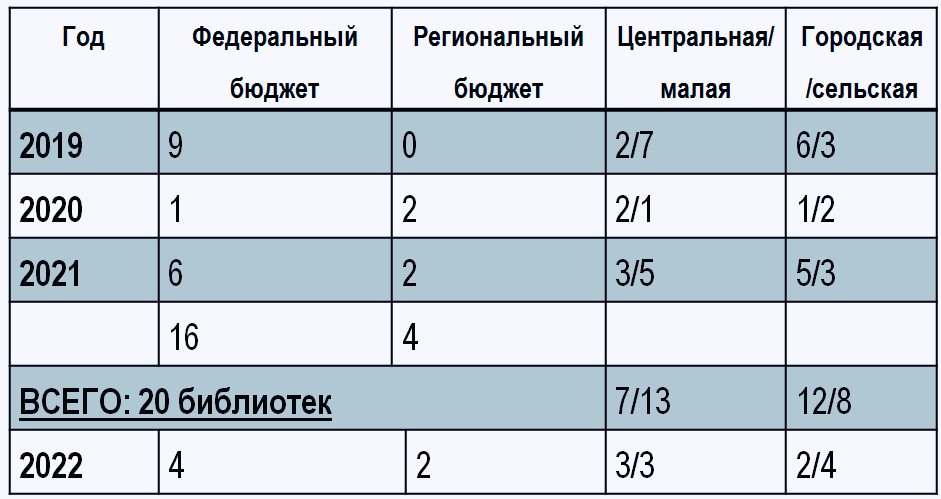 Год Федеральный бюджет Региональный бюджет Центральная/ малая Городская /сельская
2019 9 0 2/7 6/3
2020 1 2 2/1 1/2
2021 6 2 3/5 5/3
16 4
ВСЕГО: 20 библиотек 7/13 12/8
2022 4 2 3/3 2/4